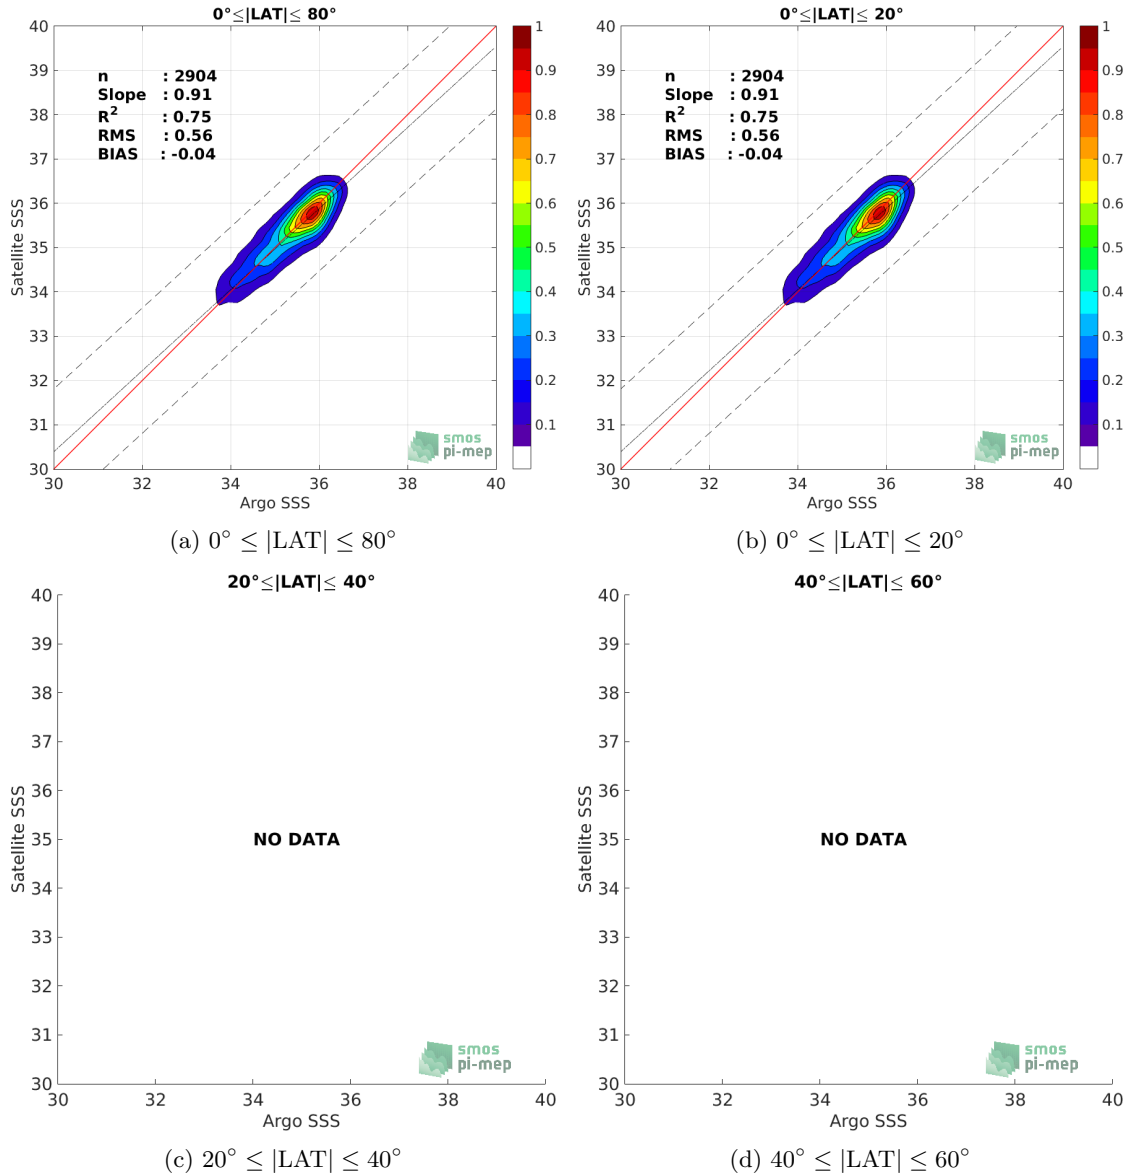 0°≤|LAT|≤ 80°
40
39
38
37
36
35
34
33
32
31
30
Satellite SSS
n : 2904
Slope : 0.91
R² : 0.75
RMS : 0.56
BIAS : -0.04
smos
pi-mep
30 32 34 36 38 40
Argo SSS
1
0.9
0.8
0.7
0.6
0.5
0.4
0.3
0.2
0.1
(a) 0° ≤ |LAT| ≤ 80°
0°≤|LAT|≤ 20°
40
39
38
37
36
35
34
33
32
31
30
Satellite SSS
n : 2904
Slope : 0.91
R² : 0.75
RMS : 0.56
BIAS : -0.04
smos
pi-mep
30 32 34 36 38 40
Argo SSS
1
0.9
0.8
0.7
0.6
0.5
0.4
0.3
0.2
0.1
(b) 0° ≤ |LAT| ≤ 20°
20°≤|LAT|≤ 40°
40
39
38
37
36
35
34
33
32
31
30
Satellite SSS
NO DATA
smos
pi-mep
30 32 34 36 38 40
Argo SSS
(c) 20° ≤ |LAT| ≤ 40°
40°≤|LAT|≤ 60°
40
39
38
37
36
35
34
33
32
31
30
Satellite SSS
NO DATA
smos
pi-mep
30 32 34 36 38 40
Argo SSS
(d) 40° ≤ |LAT| ≤ 60°